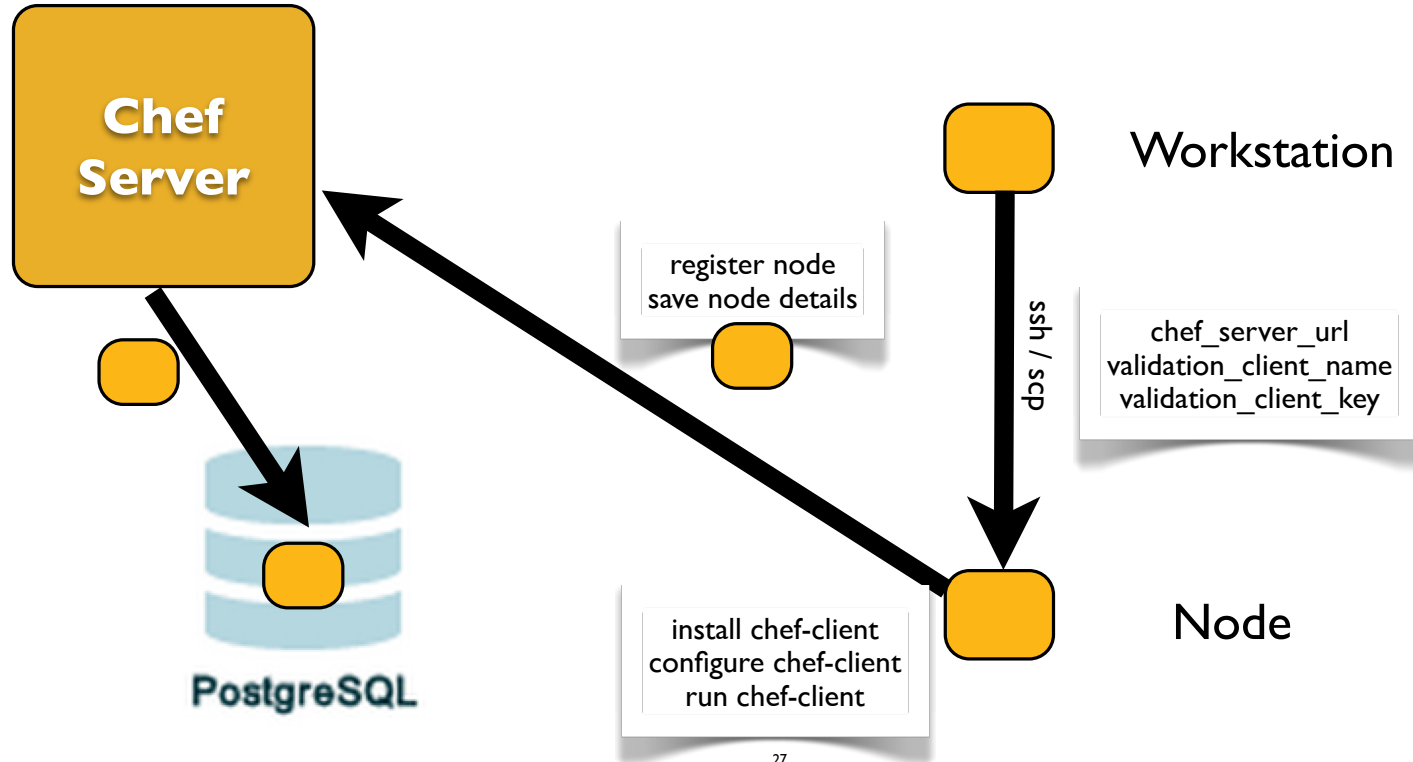 Chef
Server
Workstation
register node
save node details
ssh / scp
chef_server_url
validation_client_name
validation_client_key
PostgreSQL
install chef-client
configure chef-client
run chef-client
Node
27